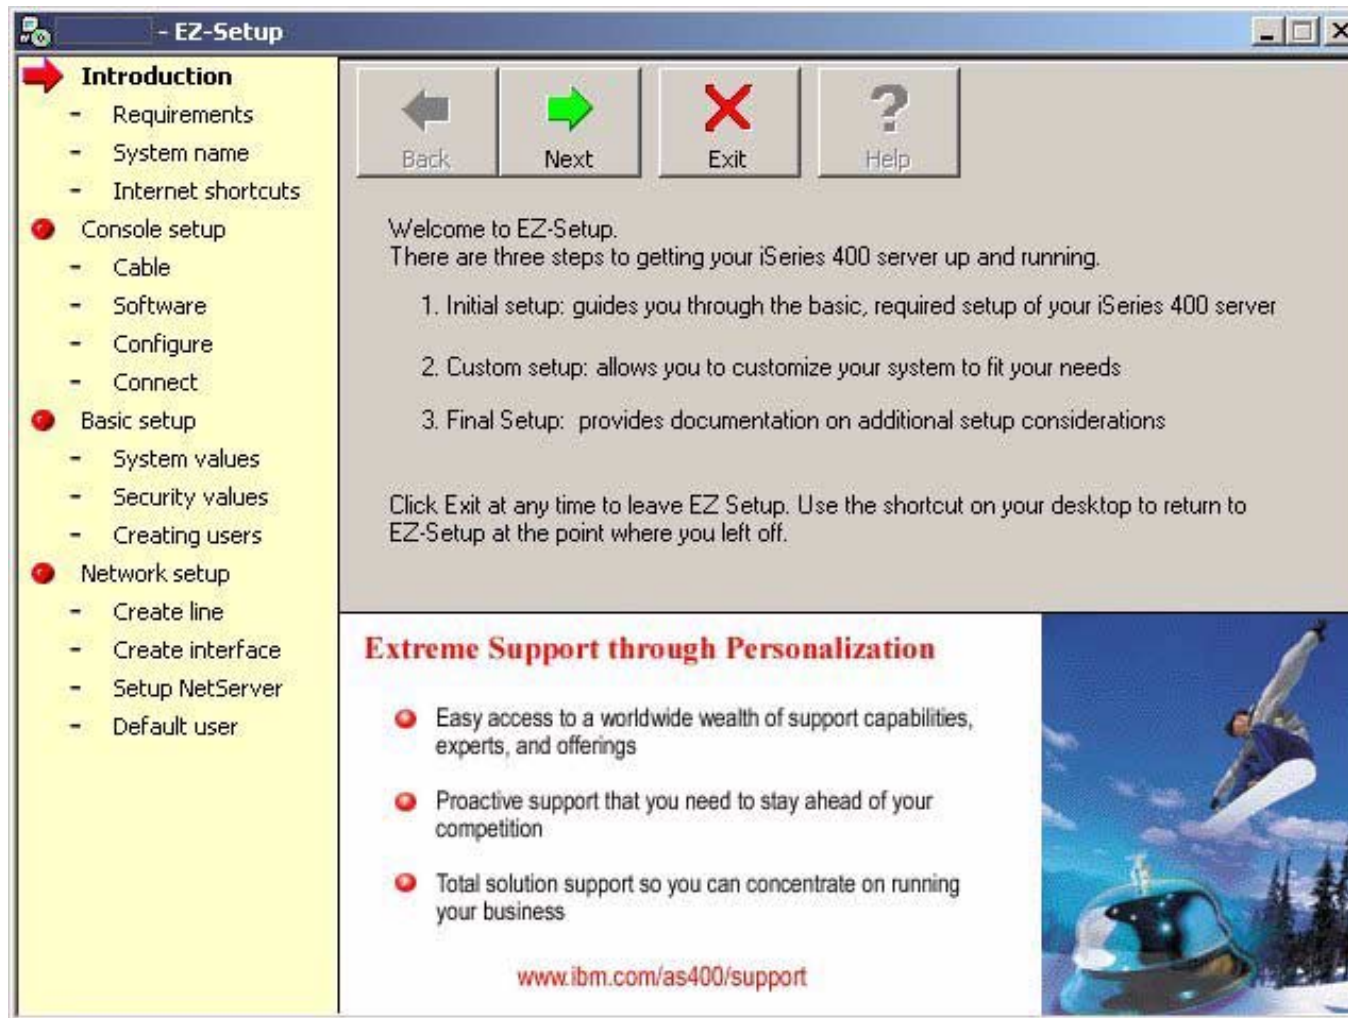 - EZ-Setup
Introduction
- Requirements
- System name
- Internet shortcuts
Console setup
- Cable
- Software
- Configure
- Connect
Basic setup
- System values
- Security values
- Creating users
Network setup
- Create line
- Create interface
- Setup NetServer
- Default user
Back
Next
Exit
Help
Welcome to EZ-Setup.
There are three steps to getting your iSeries 400 server up and running.
1. Initial setup: guides you through the basic, required setup of your iSeries 400 server
2. Custom setup: allows you to customize your system to fit your needs
3. Final Setup:  provides documentation on additional setup considerations
Click Exit at any time to leave EZ Setup. Use the shortcut on your desktop to return to
EZ-Setup at the point where you left off.
Extreme Support through Personalization
Easy access to a worldwide wealth of support capabilities,
experts, and offerings
Proactive support that you need to stay ahead of your
competition
Total solution support so you can concentrate on running
your business
www.ibm.com/as400/support